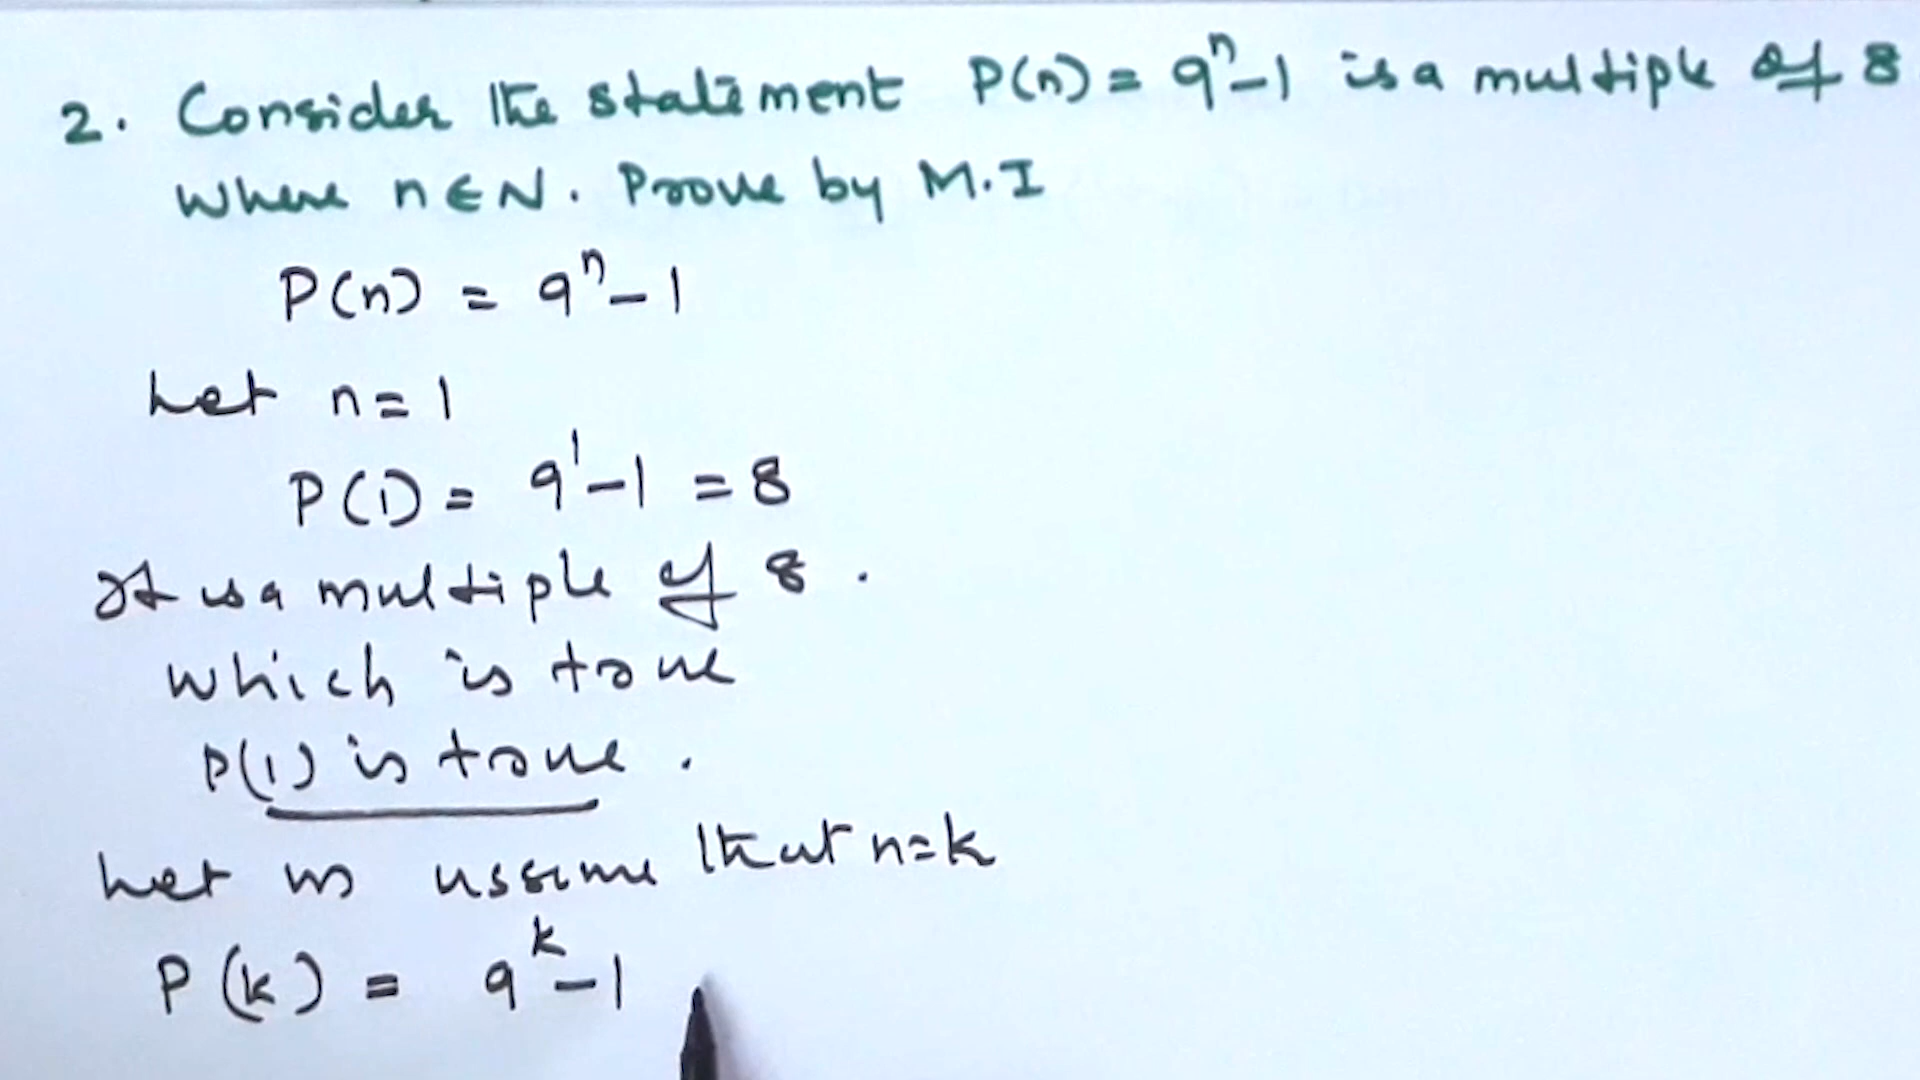 2. Consider the statement P(n) = 9ⁿ-1 is a multiple of 8
where n∈N. Prove by M.I
P(n) = 9ⁿ-1
Let n=1
P(1) = 9¹-1 = 8
It is a multiple of 8.
which is true
P(1) is true.
Let us assume that n=k
P(k) = 9ᵏ-1